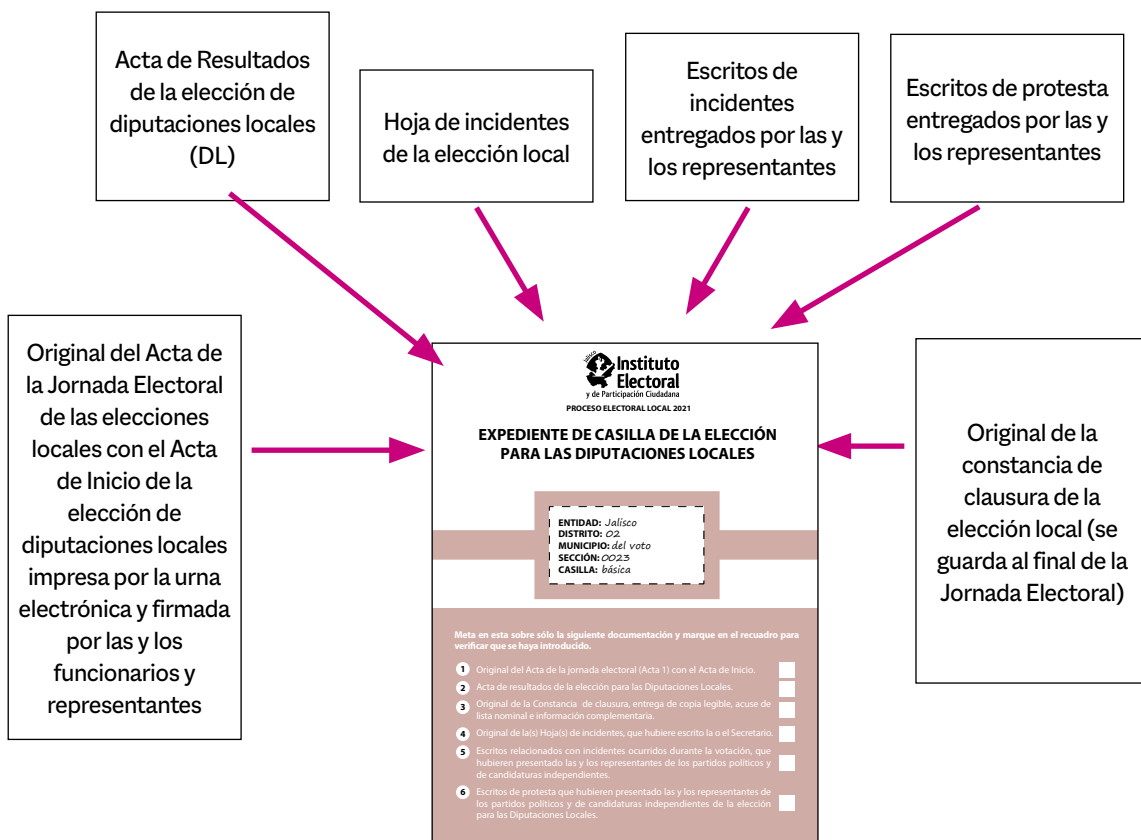 Acta de Resultados
de la elección de
diputaciones locales
(DL)
Hoja de incidentes
de la elección local
Escritos de
incidentes
entregados por las y
los representantes
Escritos de protesta
entregados por las y
los representantes
Original del Acta de
la Jornada Electoral
de las elecciones
locales con el Acta
de Inicio de la
elección de
diputaciones locales
impresa por la urna
electrónica y firmada
por las y los
funcionarios y
representantes
Jalisco
Instituto
Electoral
y de Participación Ciudadana
PROCESO ELECTORAL LOCAL 2021
EXPEDIENTE DE CASILLA DE LA ELECCIÓN
PARA LAS DIPUTACIONES LOCALES
ENTIDAD: Jalisco
DISTRITO: 02
MUNICIPIO: del voto
SECCIÓN: 0023
CASILLA: básica
Meta en esta sobre sólo la siguiente documentación y marque en el recuadro para
verificar que se haya introducido.
1 Original del Acta de la jornada electoral (Acta 1) con el Acta de Inicio.
2 Acta de resultados de la elección para las Diputaciones Locales.
3 Original de la Constancia de clausura, entrega de copia legible, acuse de
lista nominal e información complementaria.
4 Original de la(s) Hoja(s) de incidentes, que hubiere escrito la o el Secretario.
5 Escritos relacionados con incidentes ocurridos durante la votación, que
hubieren presentado las y los representantes de los partidos políticos y
de candidaturas independientes.
6 Escritos de protesta que hubieren presentado las y los representantes de
los partidos políticos y de candidaturas independientes de la elección
para las Diputaciones Locales.
Original de la
constancia de
clausura de la
elección local (se
guarda al final de la
Jornada Electoral)